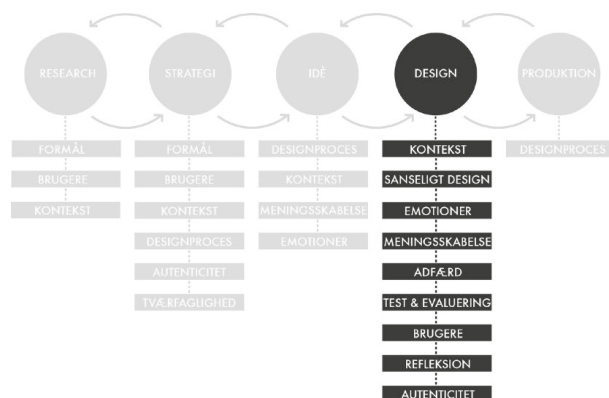 RESEARCH
STRATEGI
IDÈ
DESIGN
PRODUKTION
FORMÅL
BRUGERE
KONTEKST
FORMÅL
BRUGERE
KONTEKST
DESIGNPROCES
AUTENTICITET
TVÆRFAGLIGHED
DESIGNPROCES
KONTEKST
MENINGSSKABELSE
EMOTIONER
KONTEKST
SANSELIGT DESIGN
EMOTIONER
MENINGSSKABELSE
ADFÆRD
TEST & EVALUERING
BRUGERE
REFLEKSION
AUTENTICITET
DESIGNPROCES